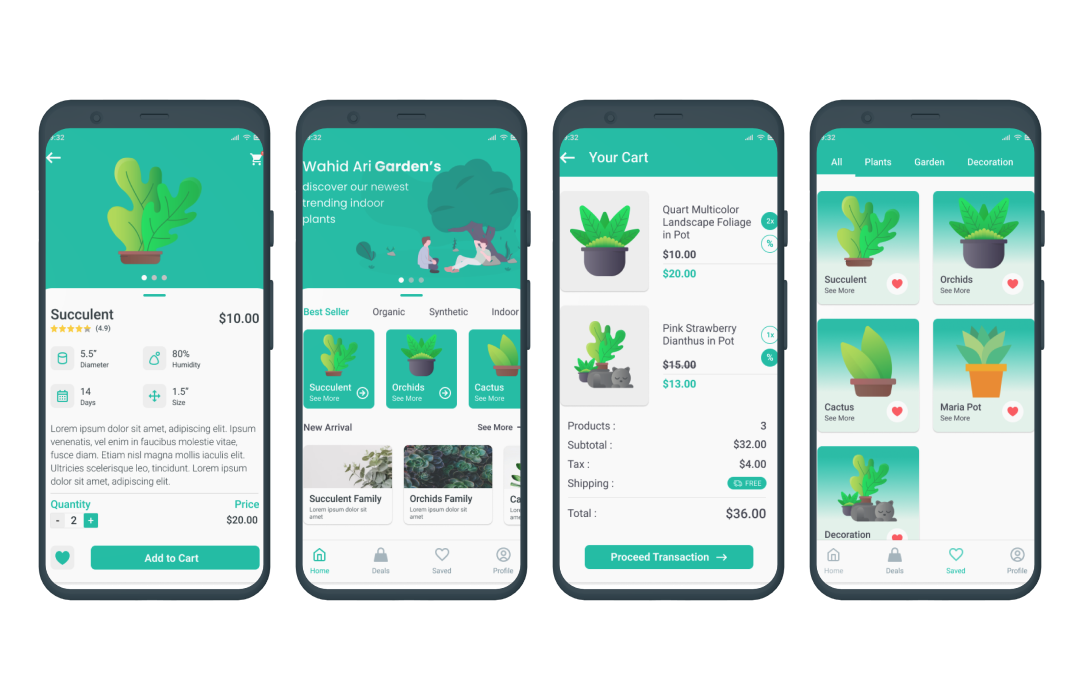 :32
Succulent
(4.9)
$10.00
5.5"
Diameter
80%
Humidity
14
Days
1.5"
Size
Lorem ipsum dolor sit amet, adipiscing elit. Ipsum
venenatis, vel enim in faucibus molestie vitae,
fusce diam. Etiam nisl magna mollis iaculis elit.
Ultricies scelerisque leo, tincidunt. Lorem ipsum
dolor sit amet, adipiscing elit.
Quantity
Price
- 2 +
$20.00
Add to Cart
:32
Wahid Ari Garden's
discover our newest
trending indoor
plants
Best Seller Organic Synthetic Indoor
Succulent
See More
Orchids
See More
Cactus
See More
New Arrival
See More
Succulent Family
Lorem ipsum dolor sit
amet
Orchids Family
Lorem ipsum dolor sit
amet
Ca
Lorem
amet
Home Deals Saved Profile
:32
Your Cart
Quart Multicolor
Landscape Foliage
in Pot
2x
%
$10.00
$20.00
Pink Strawberry
Dianthus in Pot
1x
%
$15.00
$13.00
Products : 3
Subtotal : $32.00
Tax : $4.00
Shipping : FREE
Total : $36.00
Proceed Transaction
:32
All Plants Garden Decoration
Succulent
See More
Orchids
See More
Cactus
See More
Maria Pot
See More
Decoration
Home Deals Saved Profile